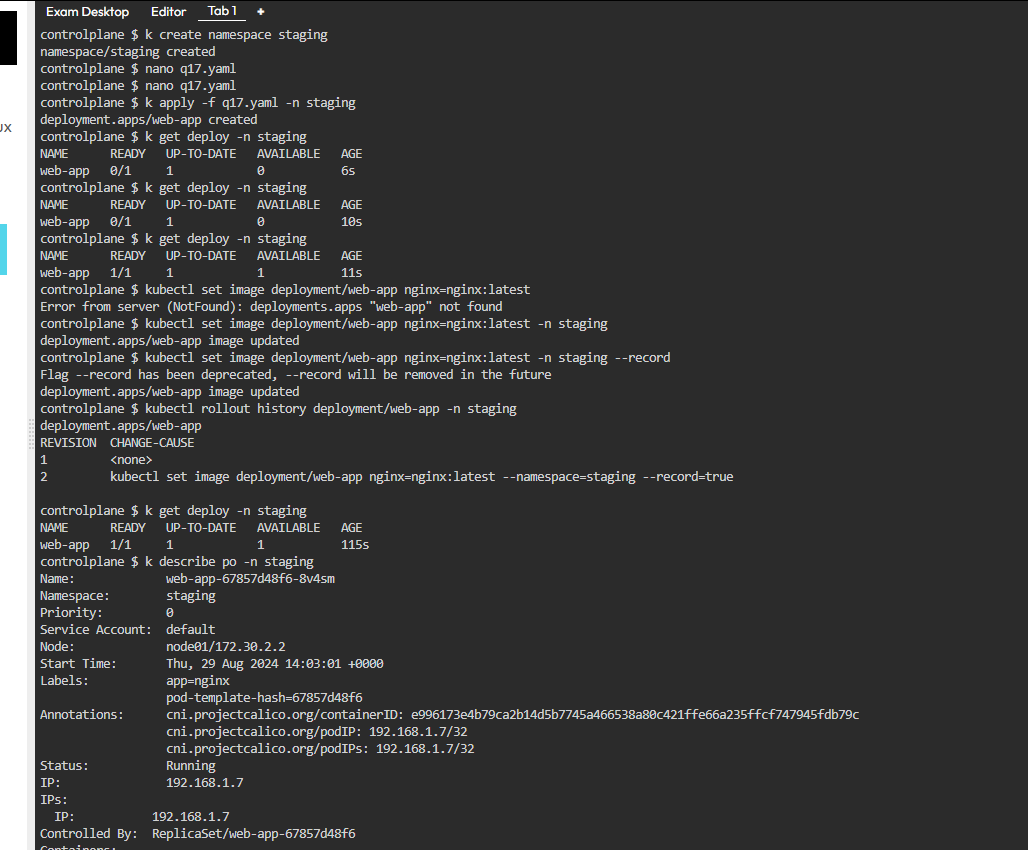 Exam Desktop Editor Tab 1 +
controlplane $ k create namespace staging
namespace/staging created
controlplane $ nano q17.yaml
controlplane $ nano q17.yaml
controlplane $ k apply -f q17.yaml -n staging
deployment.apps/web-app created
controlplane $ k get deploy -n staging
NAME READY UP-TO-DATE AVAILABLE AGE
web-app 0/1 1 0 6s
controlplane $ k get deploy -n staging
NAME READY UP-TO-DATE AVAILABLE AGE
web-app 0/1 1 0 10s
controlplane $ k get deploy -n staging
NAME READY UP-TO-DATE AVAILABLE AGE
web-app 1/1 1 1 11s
controlplane $ kubectl set image deployment/web-app nginx=nginx:latest
Error from server (NotFound): deployments.apps "web-app" not found
controlplane $ kubectl set image deployment/web-app nginx=nginx:latest -n staging
deployment.apps/web-app image updated
controlplane $ kubectl set image deployment/web-app nginx=nginx:latest -n staging --record
Flag --record has been deprecated, --record will be removed in the future
deployment.apps/web-app image updated
controlplane $ kubectl rollout history deployment/web-app -n staging
deployment.apps/web-app
REVISION CHANGE-CAUSE
1 <none>
2 kubectl set image deployment/web-app nginx=nginx:latest --namespace=staging --record=true
controlplane $ k get deploy -n staging
NAME READY UP-TO-DATE AVAILABLE AGE
web-app 1/1 1 1 115s
controlplane $ k describe po -n staging
Name: web-app-67857d48f6-8v4sm
Namespace: staging
Priority: 0
Service Account: default
Node: node01/172.30.2.2
Start Time: Thu, 29 Aug 2024 14:03:01 +0000
Labels: app=nginx
pod-template-hash=67857d48f6
Annotations: cni.projectcalico.org/containerID: e996173e4b79ca2b14d5b7745a466538a80c421ffe66a235ffcf747945fdb79c
cni.projectcalico.org/podIP: 192.168.1.7/32
cni.projectcalico.org/podIPs: 192.168.1.7/32
Status: Running
IP: 192.168.1.7
IPs:
IP: 192.168.1.7
Controlled By: ReplicaSet/web-app-67857d48f6
Containers: